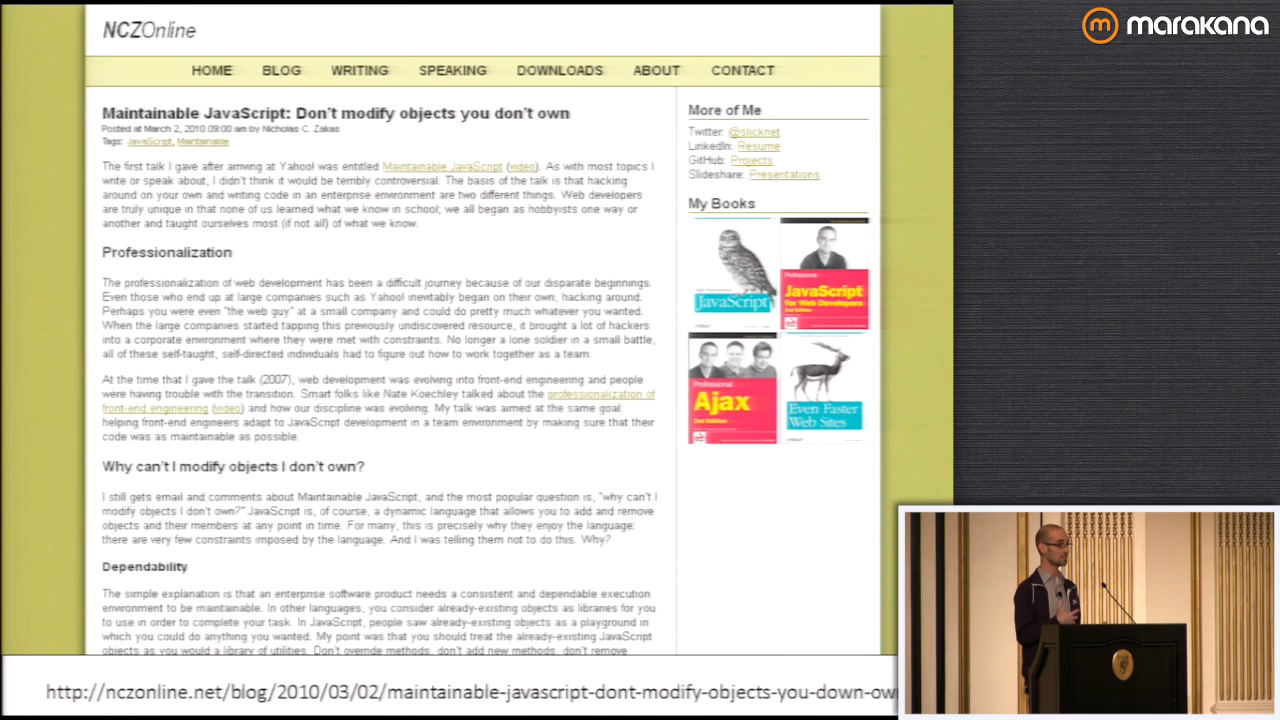 marakana
NCZOnline
HOME BLOG WRITING SPEAKING DOWNLOADS ABOUT CONTACT
Maintainable JavaScript: Don't modify objects you don't own
Posted at March 2, 2010 09:00 am by Nicholas C. Zakas
Tags: JavaScript, Maintainable
The first talk I gave after arriving at Yahoo! was entitled Maintainable JavaScript (video). As with most topics I
write or speak about, I didn't think it would be terribly controversial. The basis of the talk is that hacking
around on your own and writing code in an enterprise environment are two different things. Web developers
are truly unique in that none of us learned what we know in school; we all began as hobbyists one way or
another and taught ourselves most (if not all) of what we know.
Professionalization
The professionalization of web development has been a difficult journey because of our disparate beginnings.
Even those who end up at large companies such as Yahoo! inevitably began on their own, hacking around.
Perhaps you were even "the web guy" at a small company and could do pretty much whatever you wanted.
When the large companies started tapping this previously undiscovered resource, it brought a lot of hackers
into a corporate environment where they were met with constraints. No longer a lone soldier in a small battle,
all of these self-taught, self-directed individuals had to figure out how to work together as a team.
At the time that I gave the talk (2007), web development was evolving into front-end engineering and people
were having trouble with the transition. Smart folks like Nate Koechley talked about the professionalization of
front-end engineering (video) and how our discipline was evolving. My talk was aimed at the same goal:
helping front-end engineers adapt to JavaScript development in a team environment by making sure that their
code was as maintainable as possible.
Why can't I modify objects I don't own?
I still gets email and comments about Maintainable JavaScript, and the most popular question is, "why can't I
modify objects I don't own?" JavaScript is, of course, a dynamic language that allows you to add and remove
objects and their members at any point in time. For many, this is precisely why they enjoy the language:
there are very few constraints imposed by the language. And I was telling them not to do this. Why?
Dependability
The simple explanation is that an enterprise software product needs a consistent and dependable execution
environment to be maintainable. In other languages, you consider already-existing objects as libraries for you
to use in order to complete your task. In JavaScript, people saw already-existing objects as a playground in
which you could do anything you wanted. My point was that you should treat the already-existing JavaScript
objects as you would a library of utilities. Don't override methods, don't add new methods, don't remove
More of Me
Twitter: @slicknet
LinkedIn: Resume
GitHub: Projects
Slideshare: Presentations
My Books
High Performance
JavaScript
O'REILLY
Professional
JavaScript
for Web Developers
2nd Edition
Professional
Ajax
2nd Edition
Even Faster
Web Sites
O'REILLY
http://nczonline.net/blog/2010/03/02/maintainable-javascript-dont-modify-objects-you-down-ow